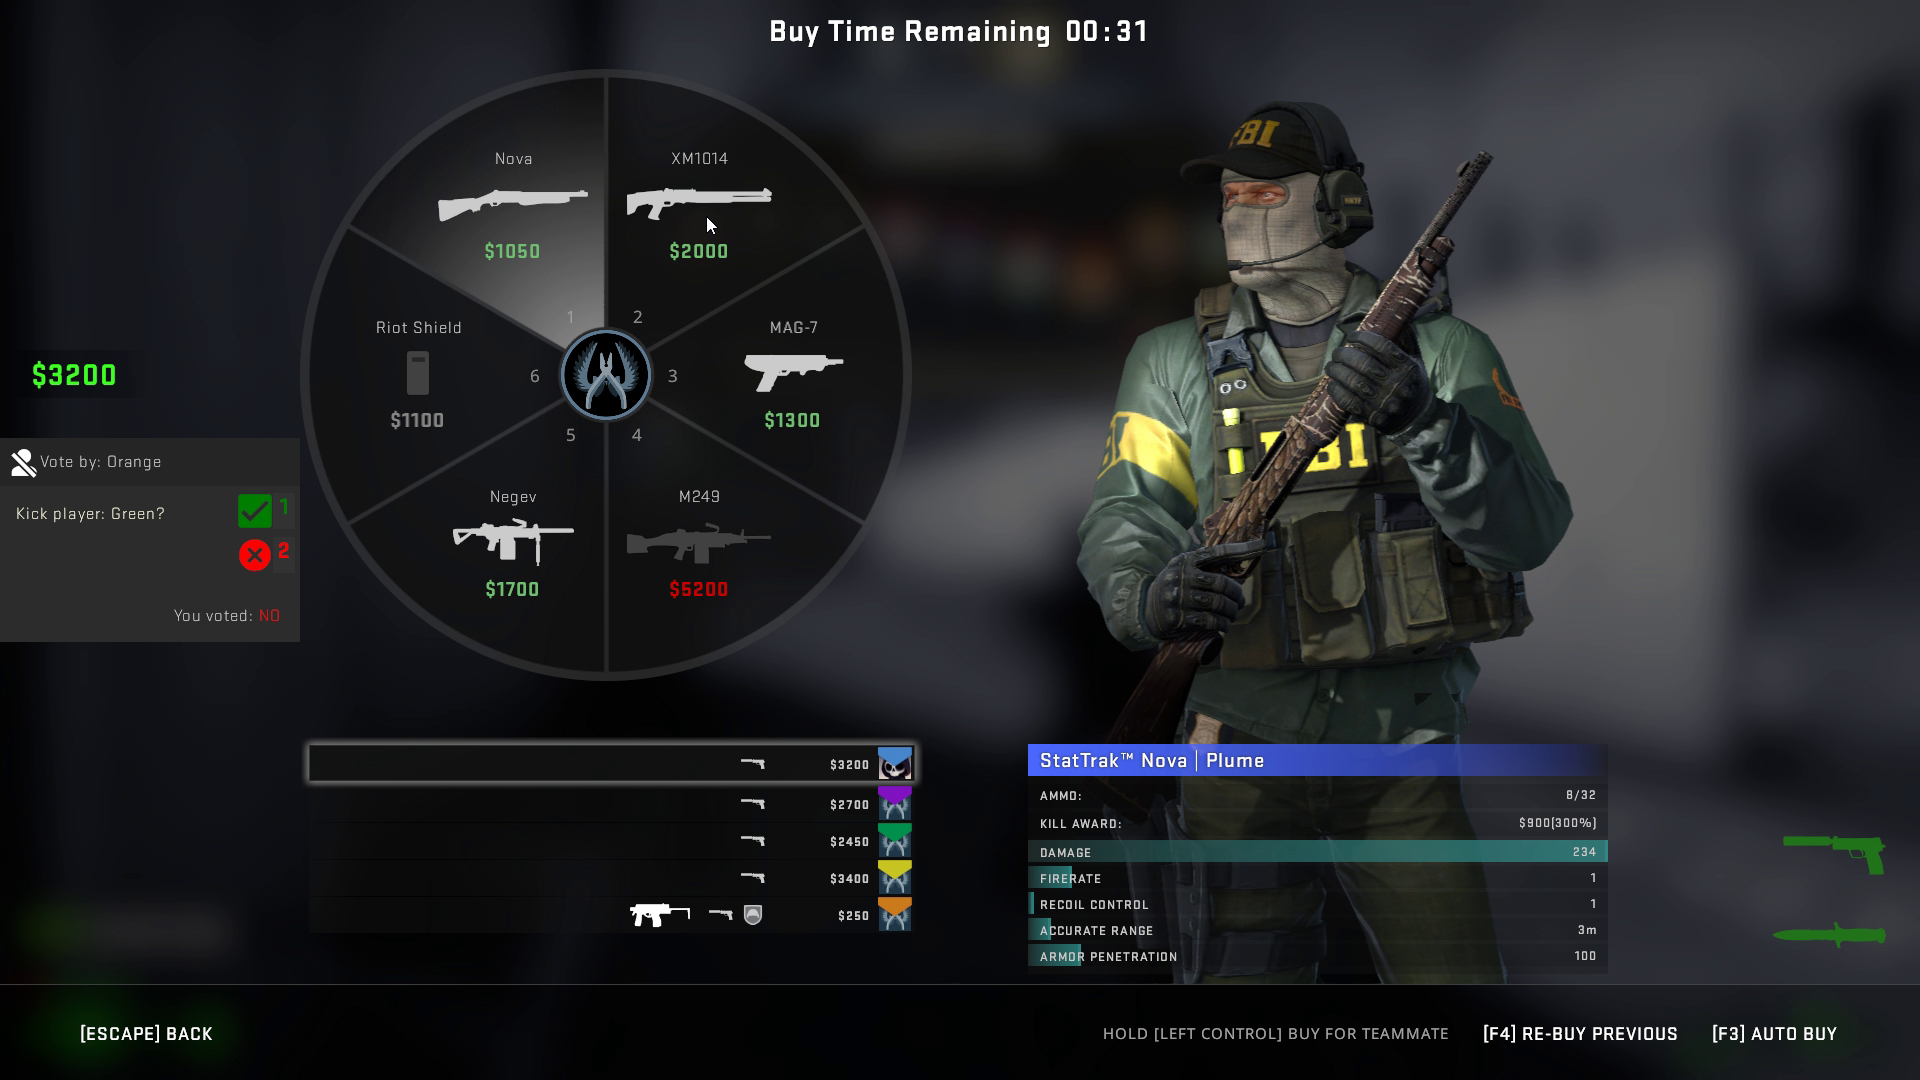 Buy Time Remaining 00:31
Nova
$1050
XM1014
$2000
Riot Shield
$1100
MAG-7
$1300
Negev
$1700
M249
$5200
1
2
3
4
5
6
$3200
Vote by: Orange
Kick player: Green?
1
2
You voted: NO
$3200
$2700
$2450
$3400
$250
FBI
FBI
StatTrak™ Nova | Plume
AMMO: 8/32
KILL AWARD: $900(300%)
DAMAGE 234
FIRERATE 1
RECOIL CONTROL 1
ACCURATE RANGE 3m
ARMOR PENETRATION 100
[ESCAPE] BACK
HOLD [LEFT CONTROL] BUY FOR TEAMMATE
[F4] RE-BUY PREVIOUS
[F3] AUTO BUY